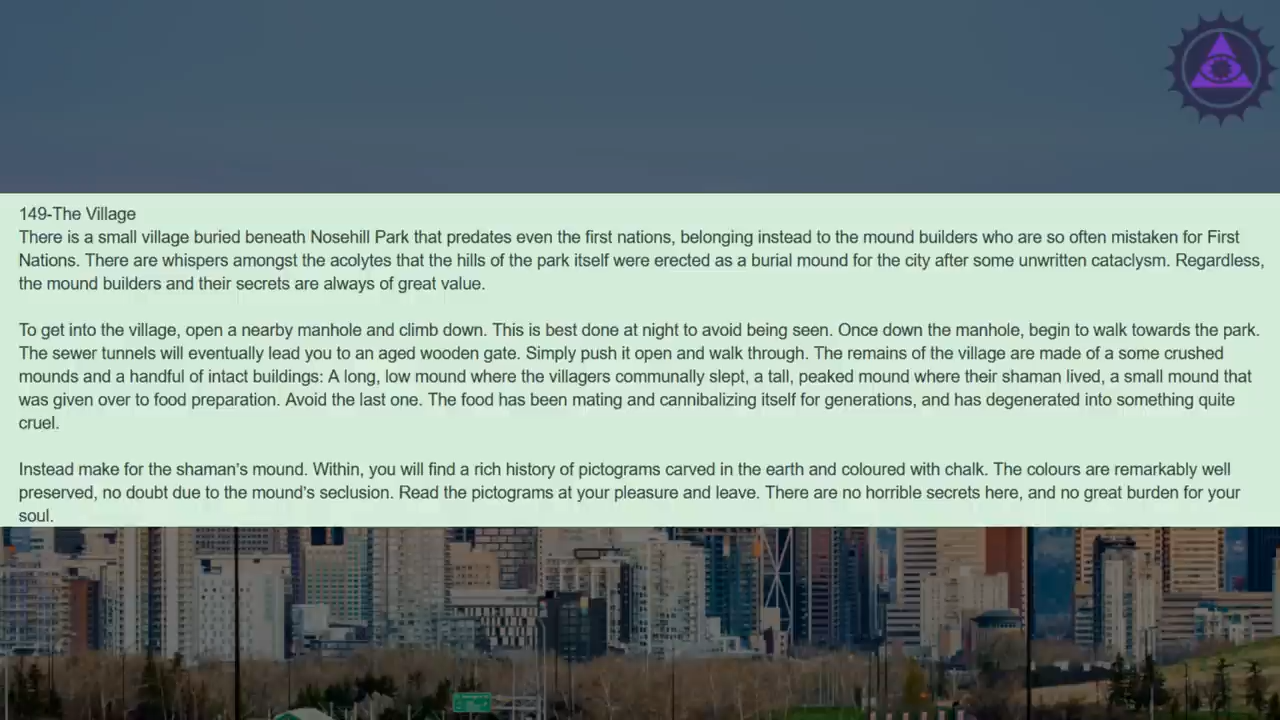 149-The Village
There is a small village buried beneath Nosehill Park that predates even the first nations, belonging instead to the mound builders who are so often mistaken for First
Nations. There are whispers amongst the acolytes that the hills of the park itself were erected as a burial mound for the city after some unwritten cataclysm. Regardless,
the mound builders and their secrets are always of great value.
To get into the village, open a nearby manhole and climb down. This is best done at night to avoid being seen. Once down the manhole, begin to walk towards the park.
The sewer tunnels will eventually lead you to an aged wooden gate. Simply push it open and walk through. The remains of the village are made of a some crushed
mounds and a handful of intact buildings: A long, low mound where the villagers communally slept, a tall, peaked mound where their shaman lived, a small mound that
was given over to food preparation. Avoid the last one. The food has been mating and cannibalizing itself for generations, and has degenerated into something quite
cruel.
Instead make for the shaman's mound. Within, you will find a rich history of pictograms carved in the earth and coloured with chalk. The colours are remarkably well
preserved, no doubt due to the mound's seclusion. Read the pictograms at your pleasure and leave. There are no horrible secrets here, and no great burden for your
soul.